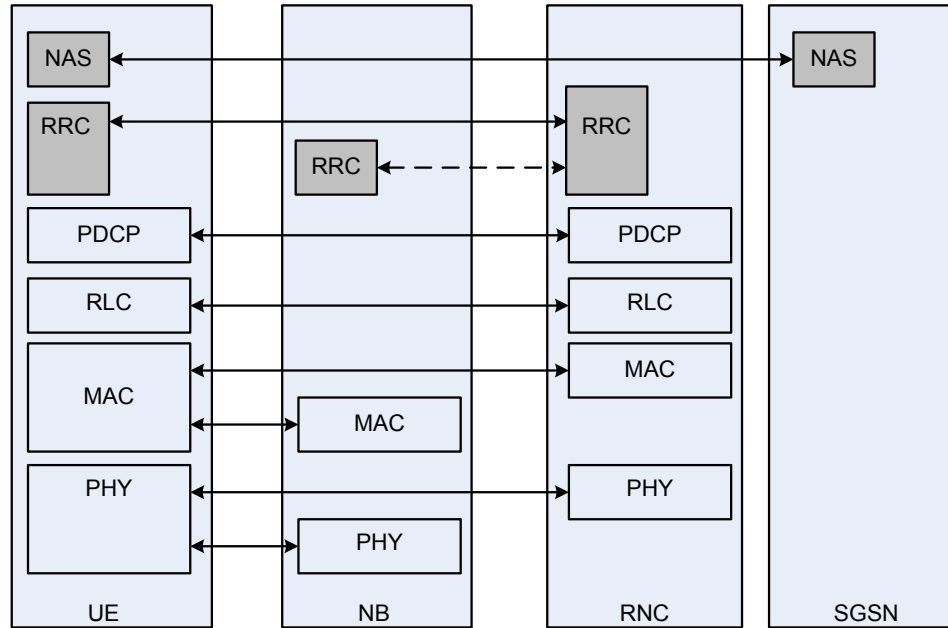 NAS
NAS
RRC
RRC
RRC
PDCP
PDCP
RLC
RLC
MAC
MAC
MAC
PHY
PHY
PHY
UE
NB
RNC
SGSN